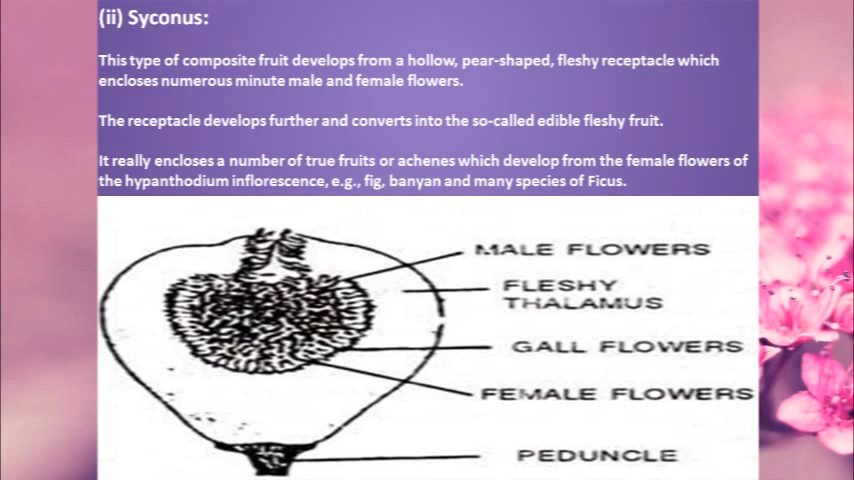 (ii) Syconus:
This type of composite fruit develops from a hollow, pear-shaped, fleshy receptacle which
encloses numerous minute male and female flowers.
The receptacle develops further and converts into the so-called edible fleshy fruit.
It really encloses a number of true fruits or achenes which develop from the female flowers of
the hypanthodium inflorescence, e.g., fig, banyan and many species of Ficus.
MALE FLOWERS
FLESHY
THALAMUS
GALL FLOWERS
FEMALE FLOWERS
PEDUNCLE